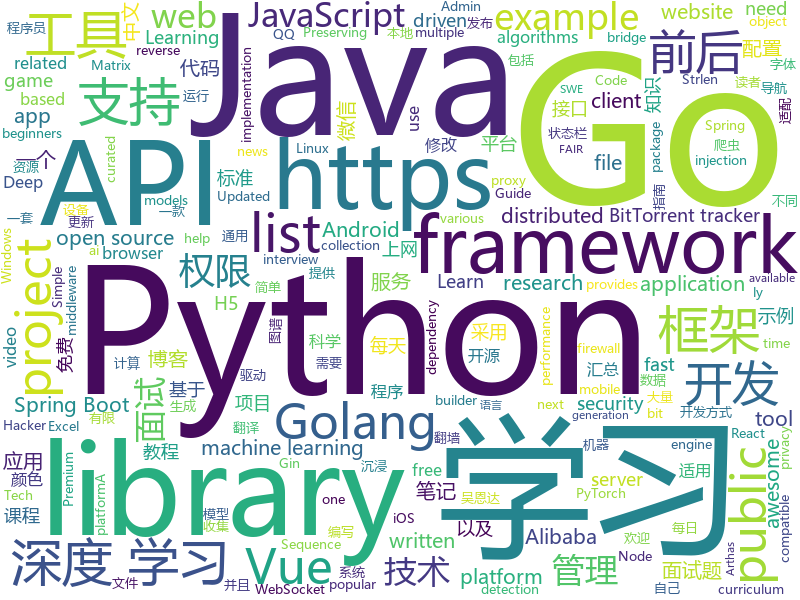 程序员 QQ Preserving 本地 multiple Admin 发布
中文 Learning reverse web JavaScript driven example website need object
工具 Matrix 代码 algorithms 前后 配置 bridge 字体
related game based 支持 Java Go 接口 Strlen 包括 导航
app 运行 implementation 微信 use client 知识 SWE Code 读者 适配
beginners curated 修改 平台 状态栏 package Spring 爬虫
一个 资源 Linux file FAIR 指南 injection
Deep news 标准 API https Updated proxy Guide various 不同
models 一款 distributed BitTorrent tracker
一套 设备 更新 help collection list Android framework
open source browser 上网
Windows project ai 通用 interview 权限 服务 Learn research application available
Simple middleware H5 提供 简单 Python provides ly
video 免费 博客 科学 每天 采用 框架 示例
计算 图谱 需要 dependency 程序 开源 performance fast 汇总 time
Spring Boot 基于 驱动 firewall 开发 数据
Hacker Excel 面试 项目 Golang builder 语言 mobile security 大量
生成 有限 教程 翻译 machine learning 翻墙 next bit 开发方式 tool
应用 Premium library free 学习 generation React privacy
颜色 Tech platformA 笔记 server 机器 engine 适用 awesome
课程 模型 one Gin 沉浸 吴恩达 PyTorch Node 每日 public
深度 学习 收集 iOS 以及 written Alibaba 欢迎 compatible
Vue 技术 编写 platform 管理 面试题 Arthas
文件 并且 系统 WebSocket popular Sequence detection 自己 curriculum